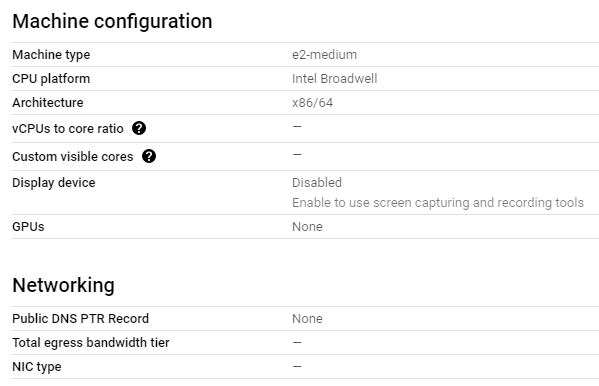 Machine configuration
Machine type e2-medium
CPU platform Intel Broadwell
Architecture x86/64
vCPUs to core ratio ? —
Custom visible cores ? —
Display device Disabled
Enable to use screen capturing and recording tools
GPUs None
Networking
Public DNS PTR Record None
Total egress bandwidth tier —
NIC type —